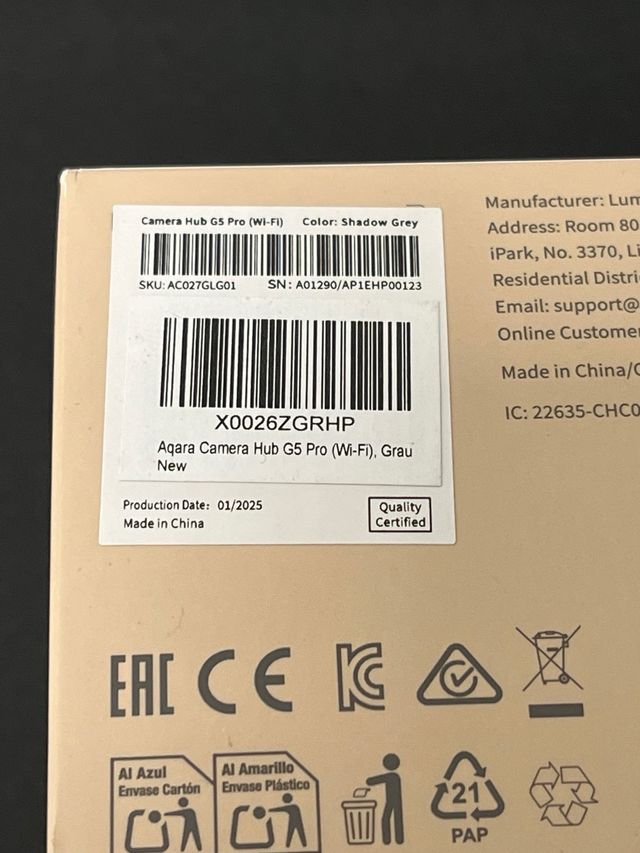 Camera Hub G5 Pro (Wi-Fi) Color: Shadow Grey
SKU: AC027GLG01 SN: A01290/AP1EHP00123
X0026ZGRHP
Aqara Camera Hub G5 Pro (Wi-Fi), Grau
New
Production Date: 01/2025
Made in China
Quality
Certified
Manufacturer: Lum
Address: Room 80
iPark, No. 3370, Li
Residential Distri
Email: support@
Online Custome
Made in China/
IC: 22635-CHC0
EAC CE KC
Al Azul
Envase Cartón
Al Amarillo
Envase Plástico
21
PAP